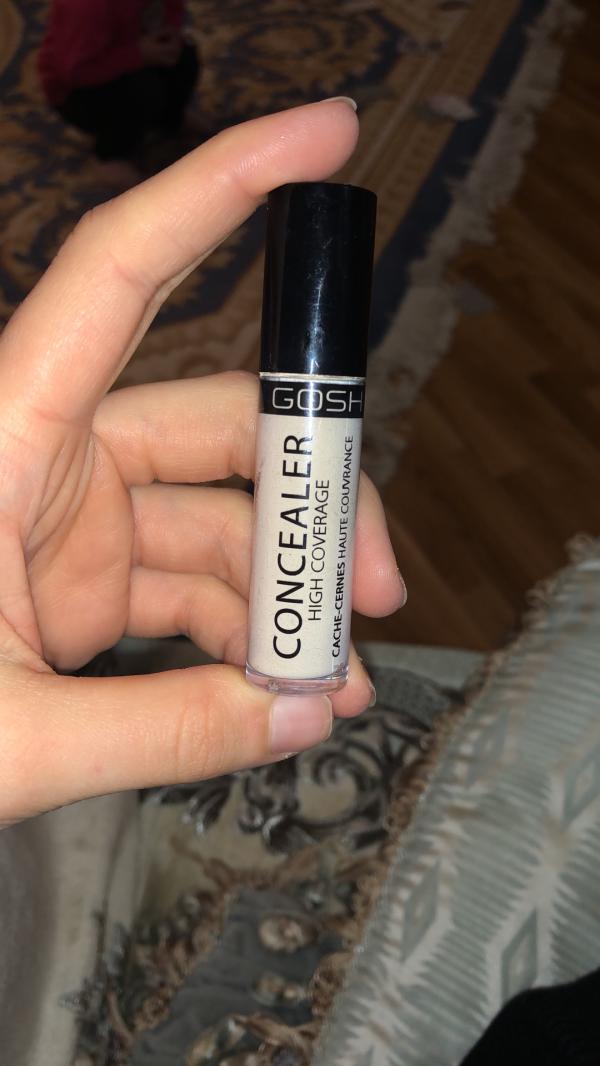 GOSH
CONCEALER
HIGH COVERAGE
CACHE-CERNES HAUTE COUVRANCE